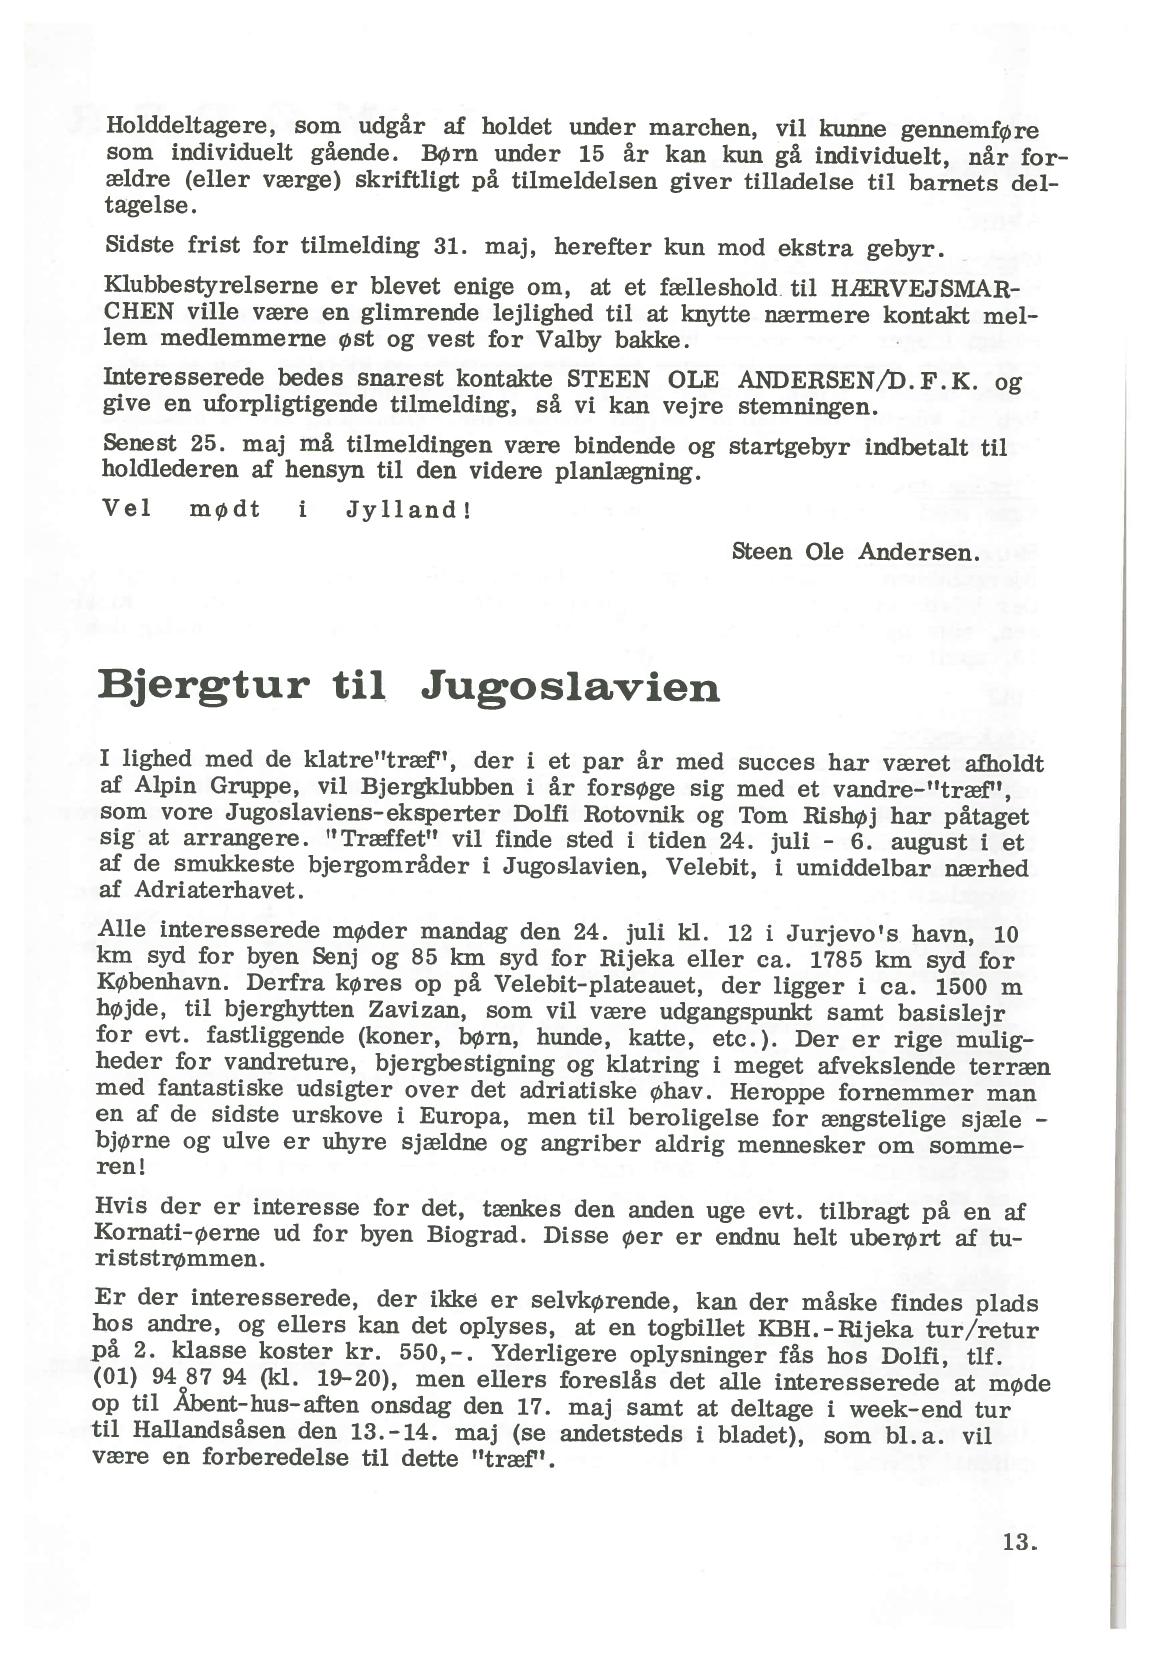 Holddeltagere, som udgår af holdet under marchen, vil kunne gennemføre
som individuelt gående. Børn under 15 år kan kun gå individuelt, når for-
ældre (eller værge) skriftligt på tilmeldelsen giver tilladelse til barnets del-
tagelse.
Sidste frist for tilmelding 31. maj, herefter kun mod ekstra gebyr.
Klubbestyrelserne er blevet enige om, at et fælleshold til HÆRVEJSMAR-
CHEN ville være en glimrende lejlighed til at knytte nærmere kontakt mel-
lem medlemmerne øst og vest for Valby bakke.
Interesserede bedes snarest kontakte STEEN OLE ANDERSEN/D.F.K. og
give en uforpligtigende tilmelding, så vi kan vejre stemningen.
Senest 25. maj må tilmeldingen være bindende og startgebyr indbetalt til
holdlederen af hensyn til den videre planlægning.
Vel mødt i Jylland!
Steen Ole Andersen.
Bjergtur til Jugoslavien
I lighed med de klatre"træf", der i et par år med succes har været afholdt
af Alpin Gruppe, vil Bjergklubben i år forsøge sig med et vandre-"træf",
som vore Jugoslaviens-eksperter Dolfi Rotovnik og Tom Rishøj har påtaget
sig at arrangere. "Træffet" vil finde sted i tiden 24. juli - 6. august i et
af de smukkeste bjergområder i Jugoslavien, Velebit, i umiddelbar nærhed
af Adriaterhavet.
Alle interesserede møder mandag den 24. juli kl. 12 i Jurjevo's havn, 10
km syd for byen Senj og 85 km syd for Rijeka eller ca. 1785 km syd for
København. Derfra køres op på Velebit-plateauet, der ligger i ca. 1500 m
højde, til bjerghytten Zavizan, som vil være udgangspunkt samt basislejr
for evt. fastliggende (koner, børn, hunde, katte, etc.). Der er rige mulig-
heder for vandreture, bjergbestigning og klatring i meget afvekslende terræn
med fantastiske udsigter over det adriatiske øhav. Heroppe fornemmer man
en af de sidste urskove i Europa, men til beroligelse for ængstelige sjæle -
bjørne og ulve er uhyre sjældne og angriber aldrig mennesker om somme-
ren!
Hvis der er interesse for det, tænkes den anden uge evt. tilbragt på en af
Kornati-øerne ud for byen Biograd. Disse øer er endnu helt uberørt af tu-
riststrømmen.
Er der interesserede, der ikke er selvkørende, kan der måske findes plads
hos andre, og ellers kan det oplyses, at en togbillet KBH.-Rijeka tur/retur
på 2. klasse koster kr. 550,-. Yderligere oplysninger fås hos Dolfi, tlf.
(01) 94 87 94 (kl. 19-20), men ellers foreslås det alle interesserede at møde
op til Åbent-hus-aften onsdag den 17. maj samt at deltage i week-end tur
til Hallandsåsen den 13.-14. maj (se andetsteds i bladet), som bl.a. vil
være en forberedelse til dette "træf".
13.